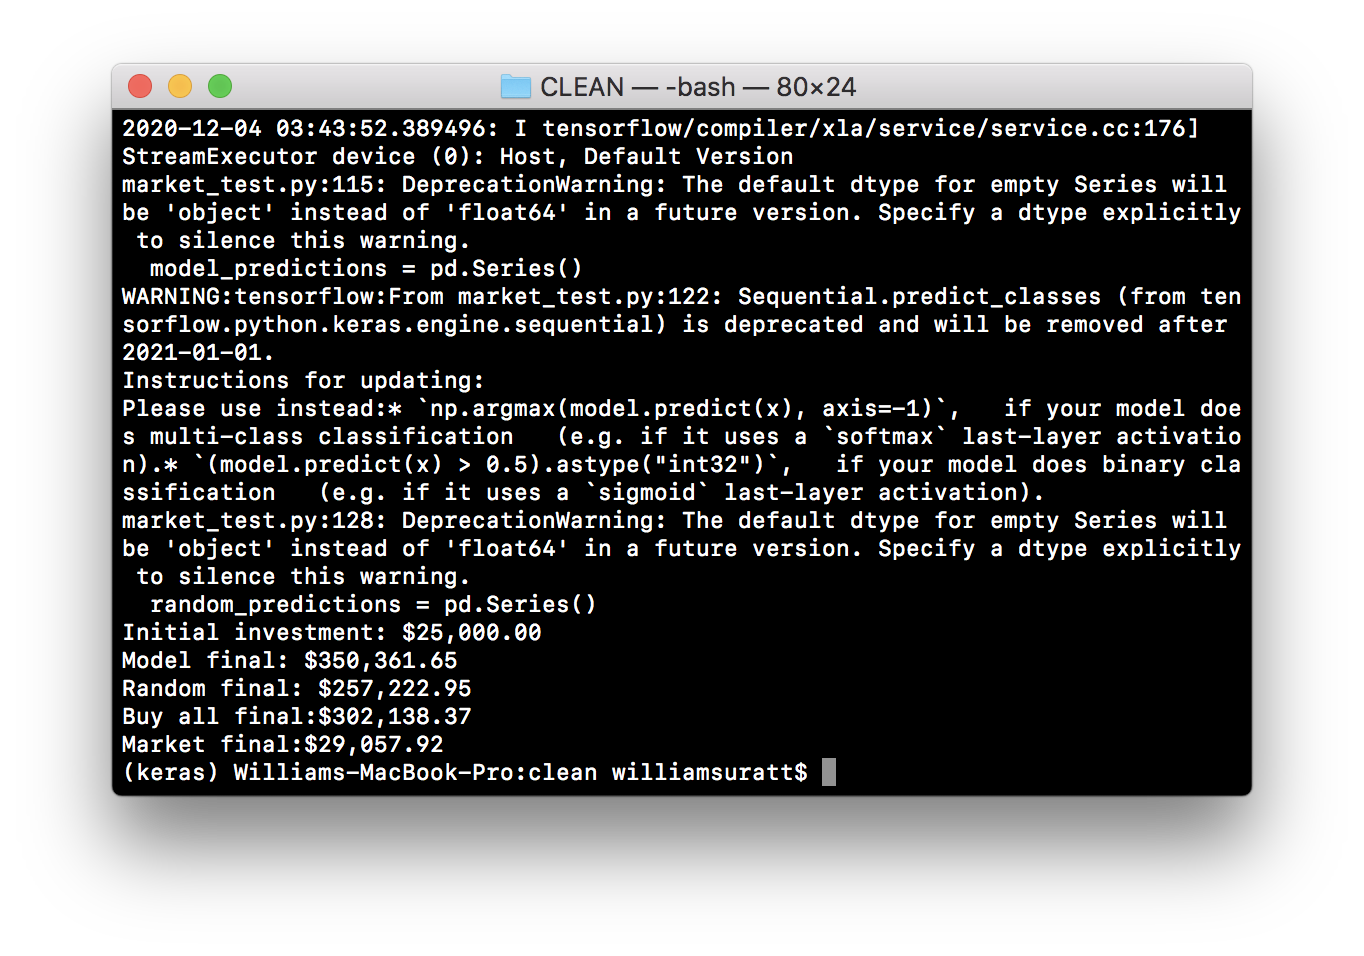 CLEAN — -bash — 80×24
2020-12-04 03:43:52.389496: I tensorflow/compiler/xla/service/service.cc:176]
StreamExecutor device (0): Host, Default Version
market_test.py:115: DeprecationWarning: The default dtype for empty Series will
be 'object' instead of 'float64' in a future version. Specify a dtype explicitly
 to silence this warning.
  model_predictions = pd.Series()
WARNING:tensorflow:From market_test.py:122: Sequential.predict_classes (from ten
sorflow.python.keras.engine.sequential) is deprecated and will be removed after
2021-01-01.
Instructions for updating:
Please use instead:* `np.argmax(model.predict(x), axis=-1)`,   if your model doe
s multi-class classification   (e.g. if it uses a `softmax` last-layer activatio
n).* `(model.predict(x) > 0.5).astype("int32")`,   if your model does binary cla
ssification   (e.g. if it uses a `sigmoid` last-layer activation).
market_test.py:128: DeprecationWarning: The default dtype for empty Series will
be 'object' instead of 'float64' in a future version. Specify a dtype explicitly
 to silence this warning.
  random_predictions = pd.Series()
Initial investment: $25,000.00
Model final: $350,361.65
Random final: $257,222.95
Buy all final:$302,138.37
Market final:$29,057.92
(keras) Williams-MacBook-Pro:clean williamsuratt$